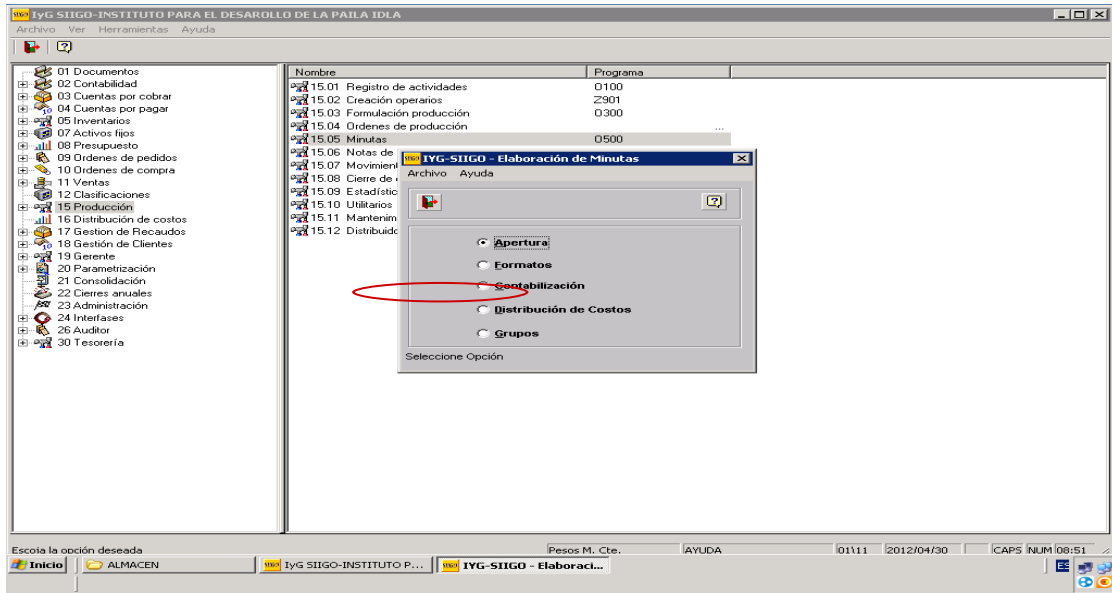 IyG SIIGO-INSTITUTO PARA EL DESAROLLO DE LA PAILA IDLA
Archivo Ver Herramientas Ayuda
01 Documentos
02 Contabilidad
03 Cuentas por cobrar
04 Cuentas por pagar
05 Inventarios
07 Activos fijos
08 Presupuesto
09 Ordenes de pedidos
10 Ordenes de compra
11 Ventas
12 Clasificaciones
15 Producción
16 Distribución de costos
17 Gestion de Recaudos
18 Gestión de Clientes
19 Gerente
20 Parametrización
21 Consolidación
22 Cierres anuales
23 Administración
24 Interfases
26 Auditor
30 Tesorería
Nombre Programa
15.01 Registro de actividades O100
15.02 Creación operarios Z901
15.03 Formulación producción O300
15.04 Ordenes de producción ...
15.05 Minutas O500
15.06 Notas de
15.07 Movimien
15.08 Cierre de
15.09 Estadístic
15.10 Utilitarios
15.11 Mantenim
15.12 Distribuido
IYG-SIIGO - Elaboración de Minutas
Archivo Ayuda
Apertura
Formatos
Contabilización
Distribución de Costos
Grupos
Seleccione Opción
Escoja la opción deseada Pesos M. Cte. AYUDA 01\11 2012/04/30 CAPS NUM 08:51
Inicio ALMACEN IyG SIIGO-INSTITUTO P... IYG-SIIGO - Elaboraci... ES